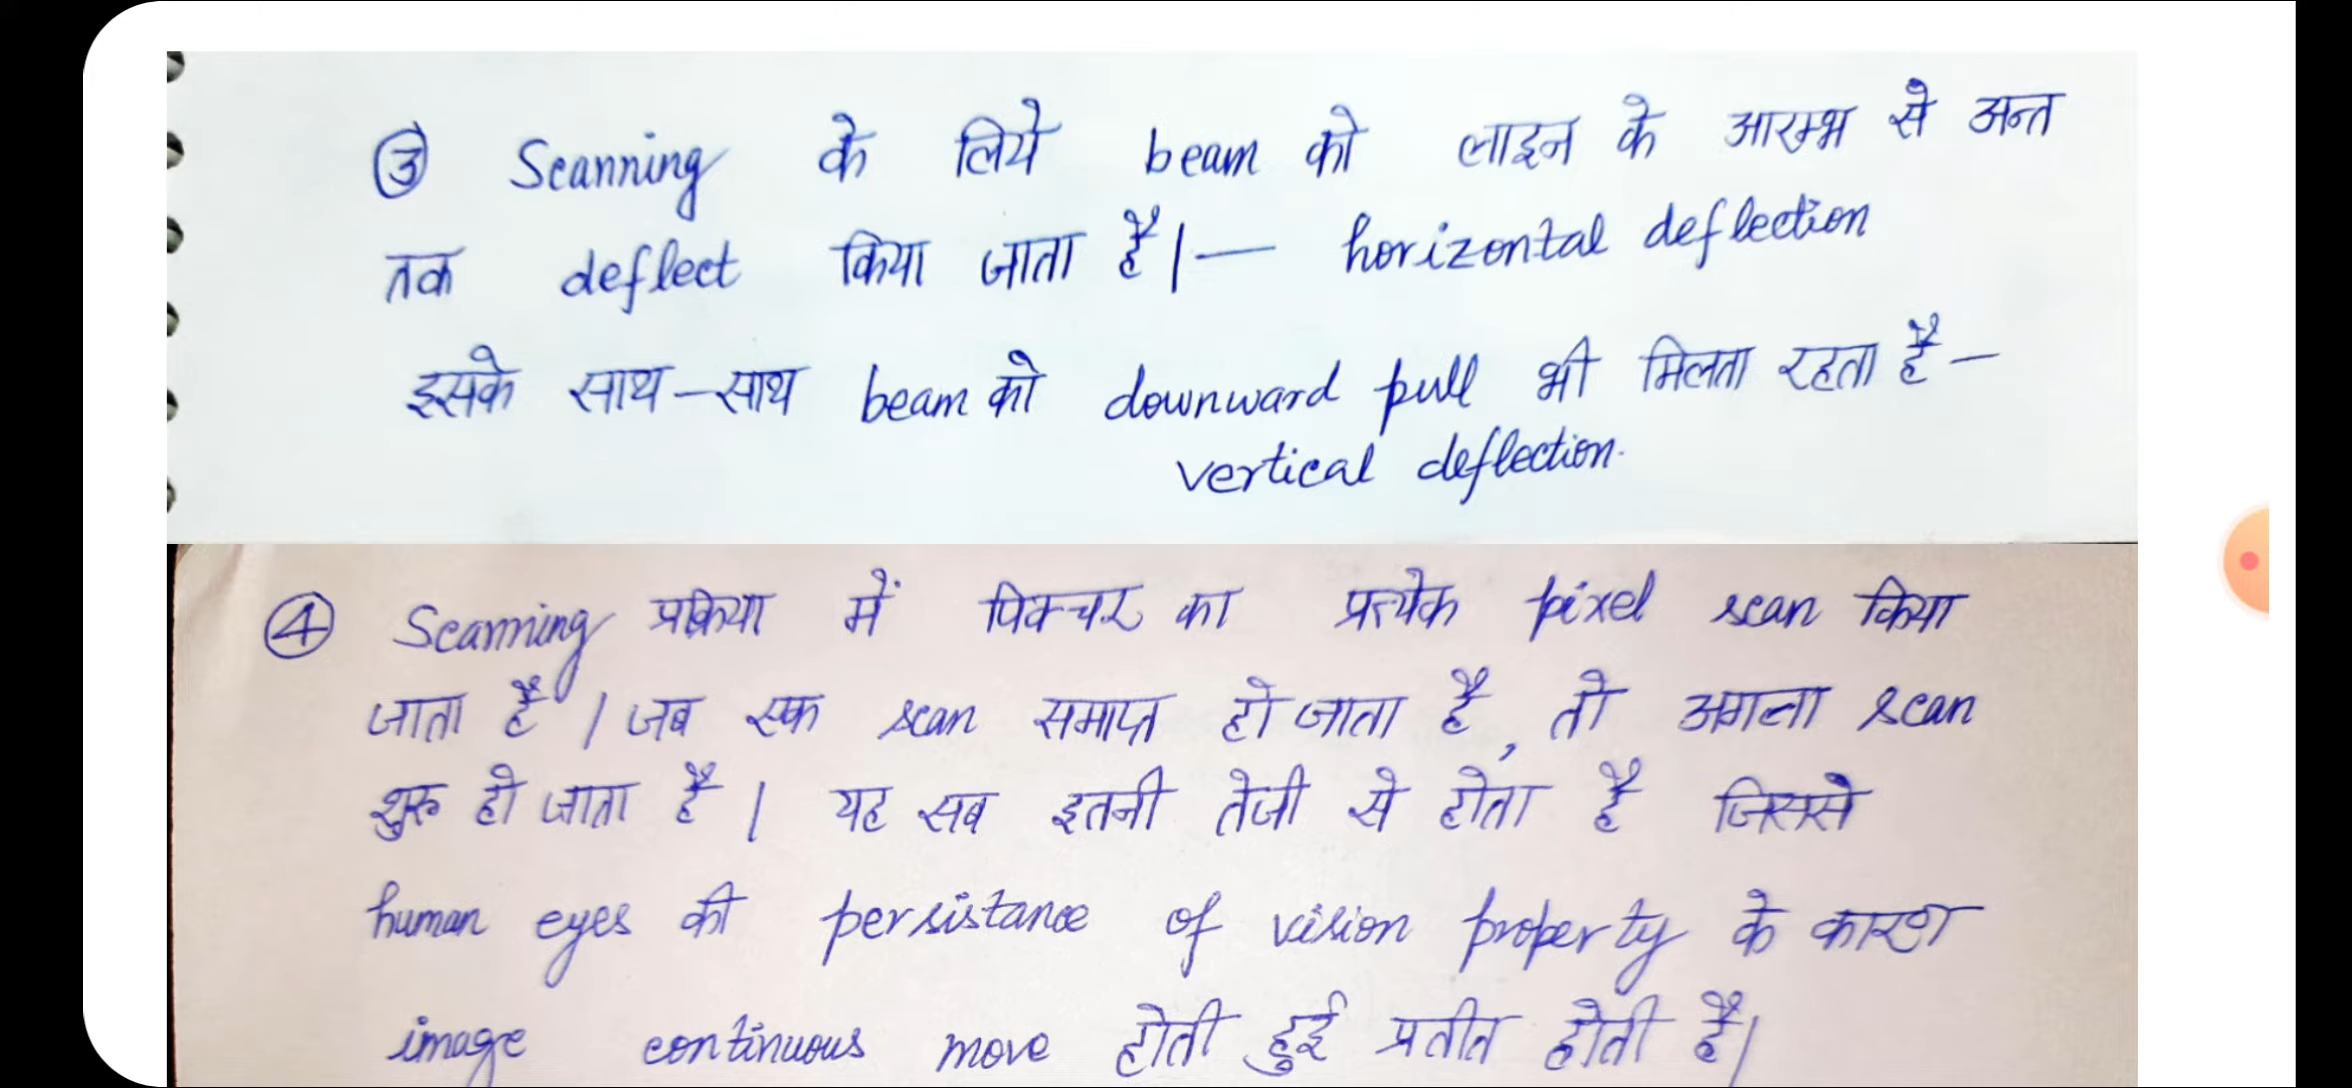 ③ Scanning के लिये beam को लाइन के आरम्भ से अन्त
तक deflect किया जाता है। — horizontal deflection
इसके साथ-साथ beam को downward pull भी मिलता रहता है —
vertical deflection.
④ Scanning प्रक्रिया में पिक्चर का प्रत्येक pixel scan किया
जाता है। जब एक scan समाप्त हो जाता है, तो अगला scan
शुरू हो जाता है। यह सब इतनी तेजी से होता है जिससे
human eyes की persistance of vision property के कारण
image continuous move होती हुई प्रतीत होती है।